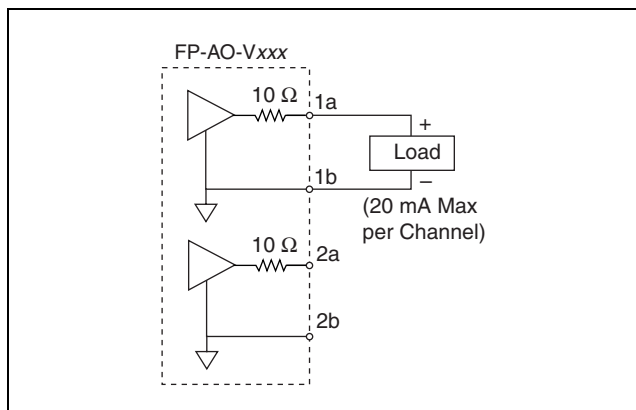 FP-AO-Vxxx
10 Ω
1a
+
Load
1b
–
(20 mA Max
per Channel)
10 Ω
2a
2b